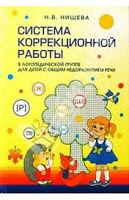 Н.В. НИЩЕВА
СИСТЕМА
КОРРЕКЦИОННОЙ
РАБОТЫ
В ЛОГОПЕДИЧЕСКОЙ ГРУППЕ
ДЛЯ ДЕТЕЙ С ОБЩИМ НЕДОРАЗВИТИЕМ РЕЧИ
[Ж]
[Р]